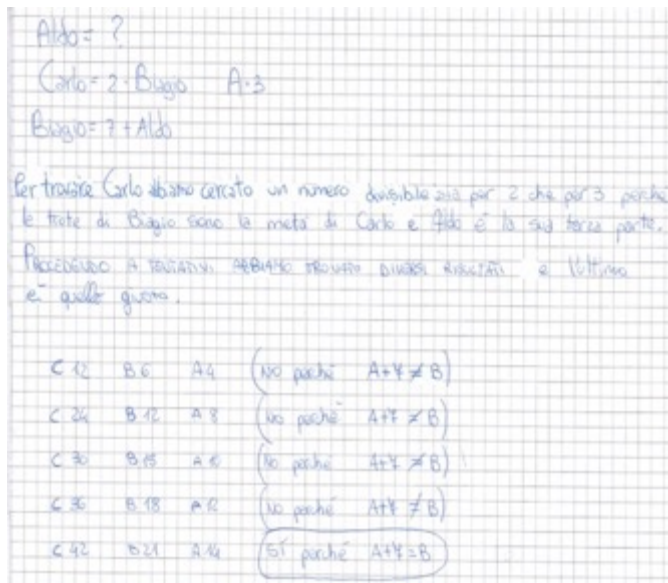 Aldo = ?
Carlo = 2 · Biagio A·3
Biagio = 7 + Aldo
Per trovare Carlo abbiamo cercato un numero divisibile sia per 2 che per 3 perché
le trote di Biagio sono la metà di Carlo e Aldo è la sua terza parte.
PROCEDENDO A TENTATIVI ABBIAMO TROVATO DIVERSI RISULTATI e l'ultimo
è quello giusto.
C 12 B 6 A 4 (No perché A+7 ≠ B)
C 24 B 12 A 8 (No perché A+7 ≠ B)
C 30 B 15 A 10 (No perché A+7 ≠ B)
C 36 B 18 A 12 (No perché A+7 ≠ B)
C 42 B 21 A 14 (SÍ perché A+7 = B)